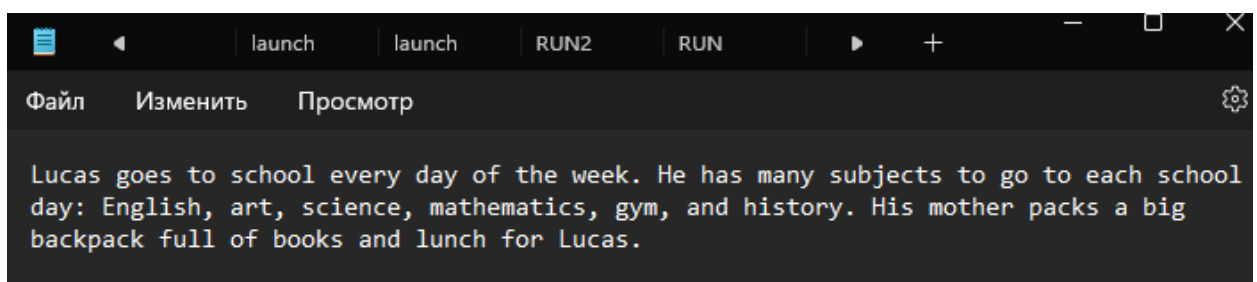 launch launch RUN2 RUN
Файл Изменить Просмотр
Lucas goes to school every day of the week. He has many subjects to go to each school
day: English, art, science, mathematics, gym, and history. His mother packs a big
backpack full of books and lunch for Lucas.